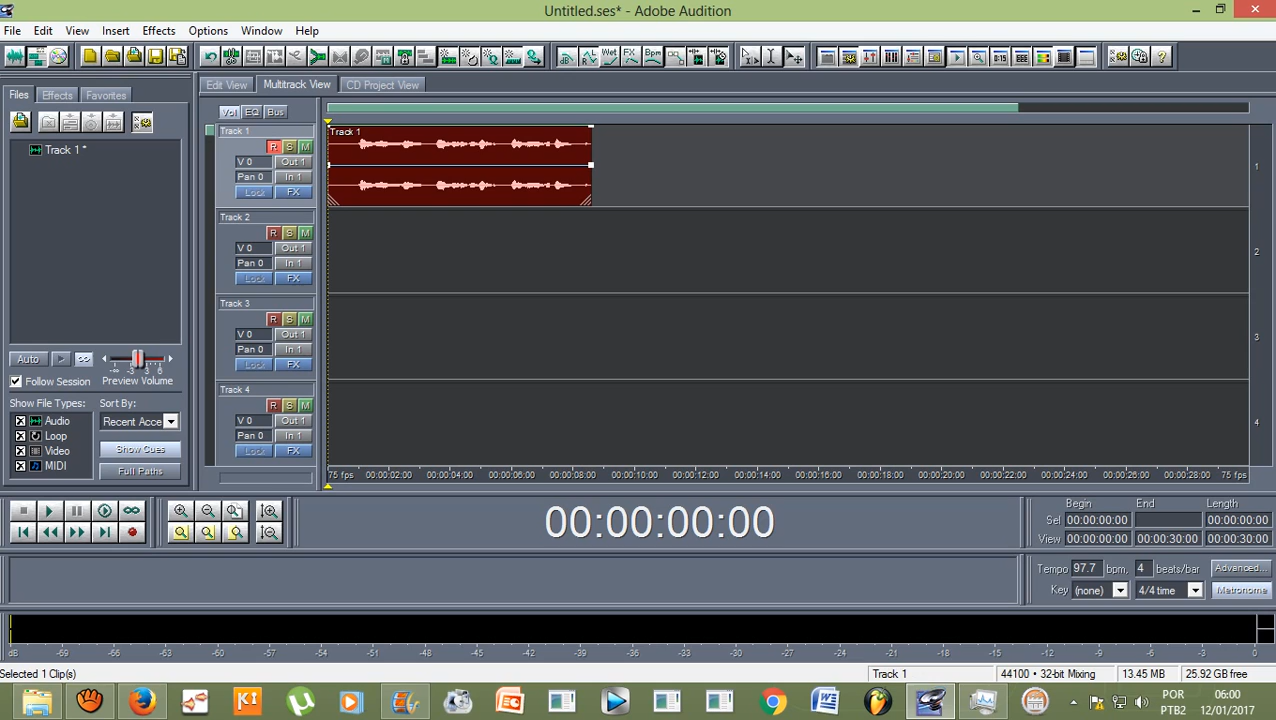 Untitled.ses* - Adobe Audition
File Edit View Insert Effects Options Window Help
Wet FX Bpm 0:15
Files Effects Favorites
Edit View Multitrack View CD Project View
Vol EQ Bus
Track 1 *
Track 1
R S M
V 0 Out 1
Pan 0 In 1
Lock FX
Track 1
1
Track 2
R S M
V 0 Out 1
Pan 0 In 1
Lock FX
2
Track 3
R S M
V 0 Out 1
Pan 0 In 1
Lock FX
3
Track 4
R S M
V 0 Out 1
Pan 0 In 1
Lock FX
4
Auto
-∞ -3 3 6
Follow Session Preview Volume
Show File Types: Sort By:
Audio Recent Acce
Loop
Video Show Cues
MIDI Full Paths
75 fps 00:00:02:00 00:00:04:00 00:00:06:00 00:00:08:00 00:00:10:00 00:00:12:00 00:00:14:00 00:00:16:00 00:00:18:00 00:00:20:00 00:00:22:00 00:00:24:00 00:00:26:00 00:00:28:00 75 fps
00:00:00:00
Begin End Length
Sel 00:00:00:00 00:00:00:00
View 00:00:00:00 00:00:30:00 00:00:30:00
Tempo 97.7 bpm, 4 beats/bar Advanced...
Key (none) 4/4 time Metronome
dB -69 -66 -63 -60 -57 -54 -51 -48 -45 -42 -39 -36 -33 -30 -27 -24 -21 -18 -15 -12 -9 -6 -3 0
Selected 1 Clip(s) Track 1 44100 • 32-bit Mixing 13.45 MB 25.92 GB free
POR 06:00
PTB2 12/01/2017